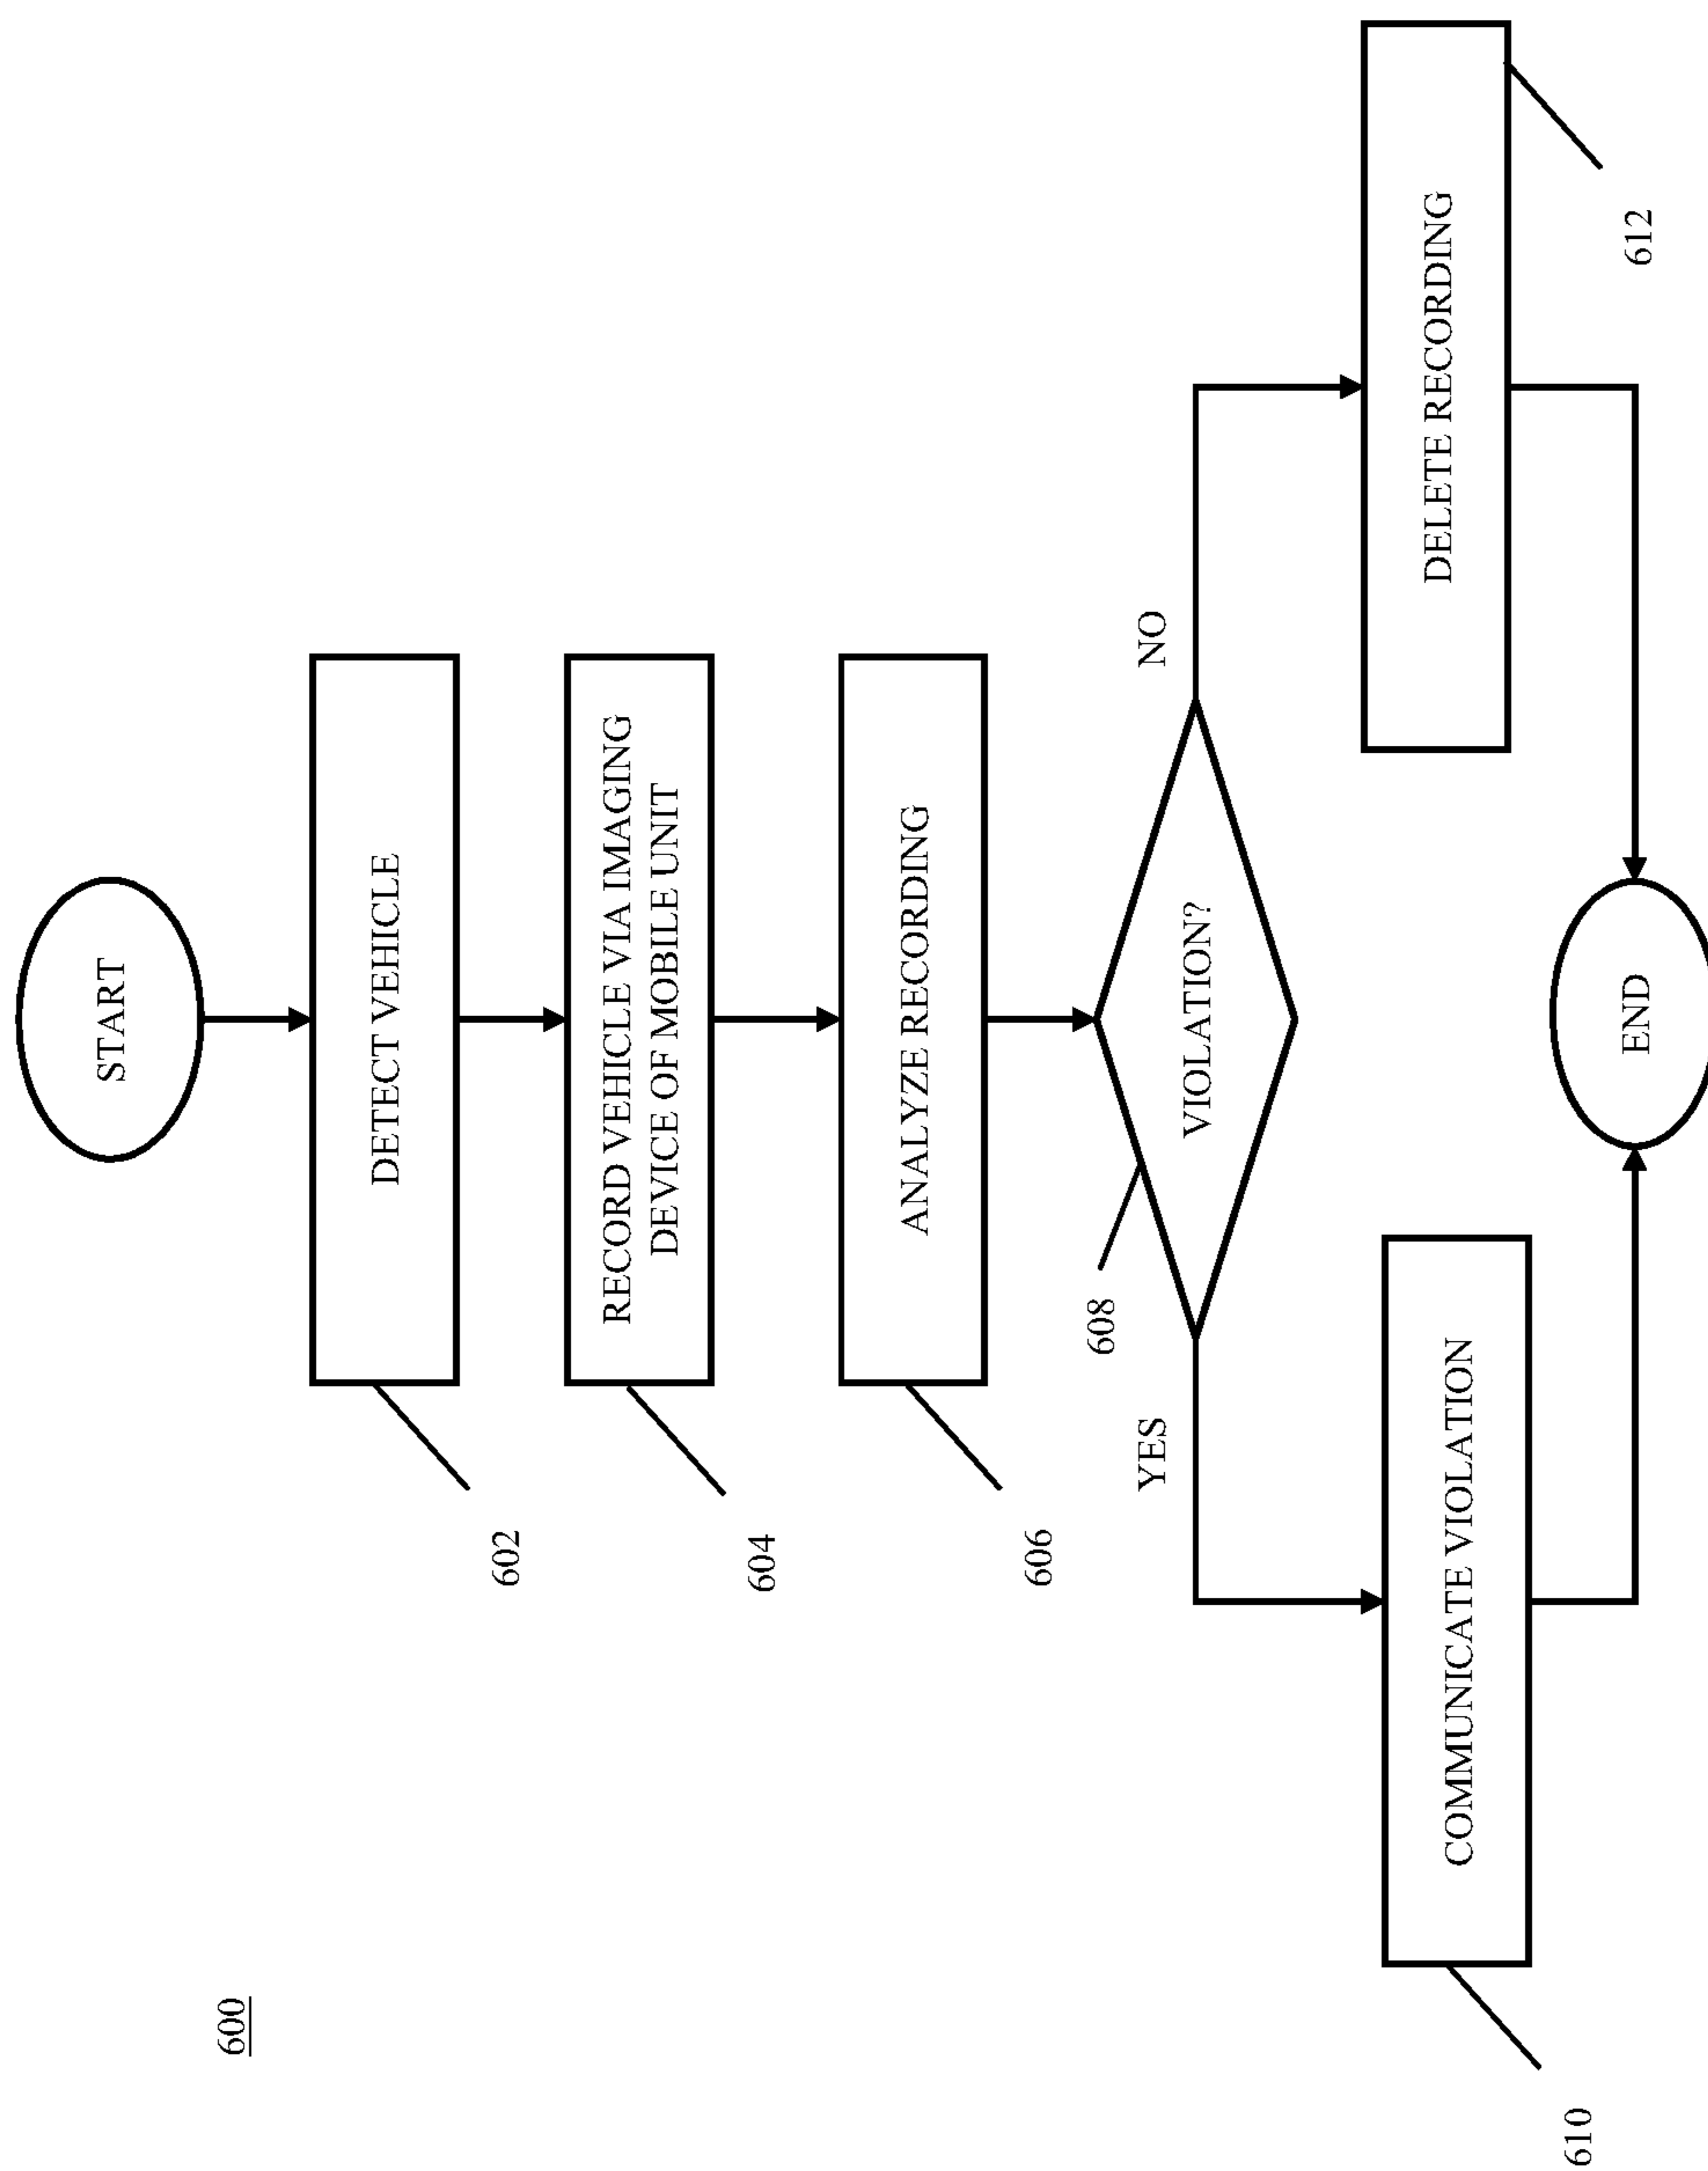 600
START
DETECT VEHICLE
602
RECORD VEHICLE VIA IMAGING
DEVICE OF MOBILE UNIT
604
ANALYZE RECORDING
606
608
VIOLATION?
YES
NO
COMMUNICATE VIOLATION
610
DELETE RECORDING
612
END